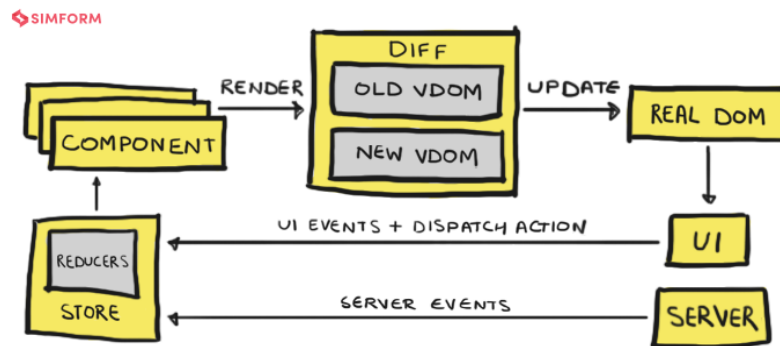 SIMFORM
DIFF
RENDER
OLD VDOM
UPDATE
REAL DOM
COMPONENT
NEW VDOM
UI EVENTS + DISPATCH ACTION
UI
REDUCERS
STORE
SERVER EVENTS
SERVER